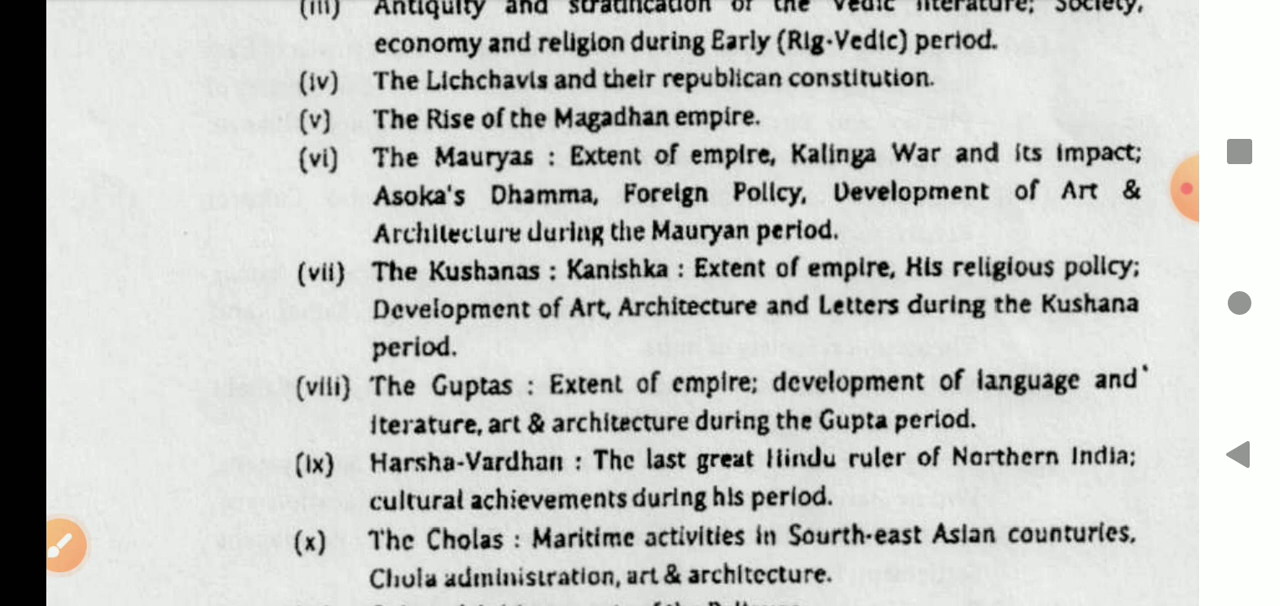 (iii) Antiquity and stratification of the Vedic literature; Society,
economy and religion during Early (Rig-Vedic) period.
(iv) The Lichchavis and their republican constitution.
(v) The Rise of the Magadhan empire.
(vi) The Mauryas : Extent of empire, Kalinga War and its impact;
Asoka's Dhamma, Foreign Policy, Development of Art &
Architecture during the Mauryan period.
(vii) The Kushanas : Kanishka : Extent of empire, His religious policy;
Development of Art, Architecture and Letters during the Kushana
period.
(viii) The Guptas : Extent of empire; development of language and
iterature, art & architecture during the Gupta period.
(ix) Harsha-Vardhan : The last great Hindu ruler of Northern India;
cultural achievements during his period.
(x) The Cholas : Maritime activities in Sourth-east Asian counturies,
Chola administration, art & architecture.